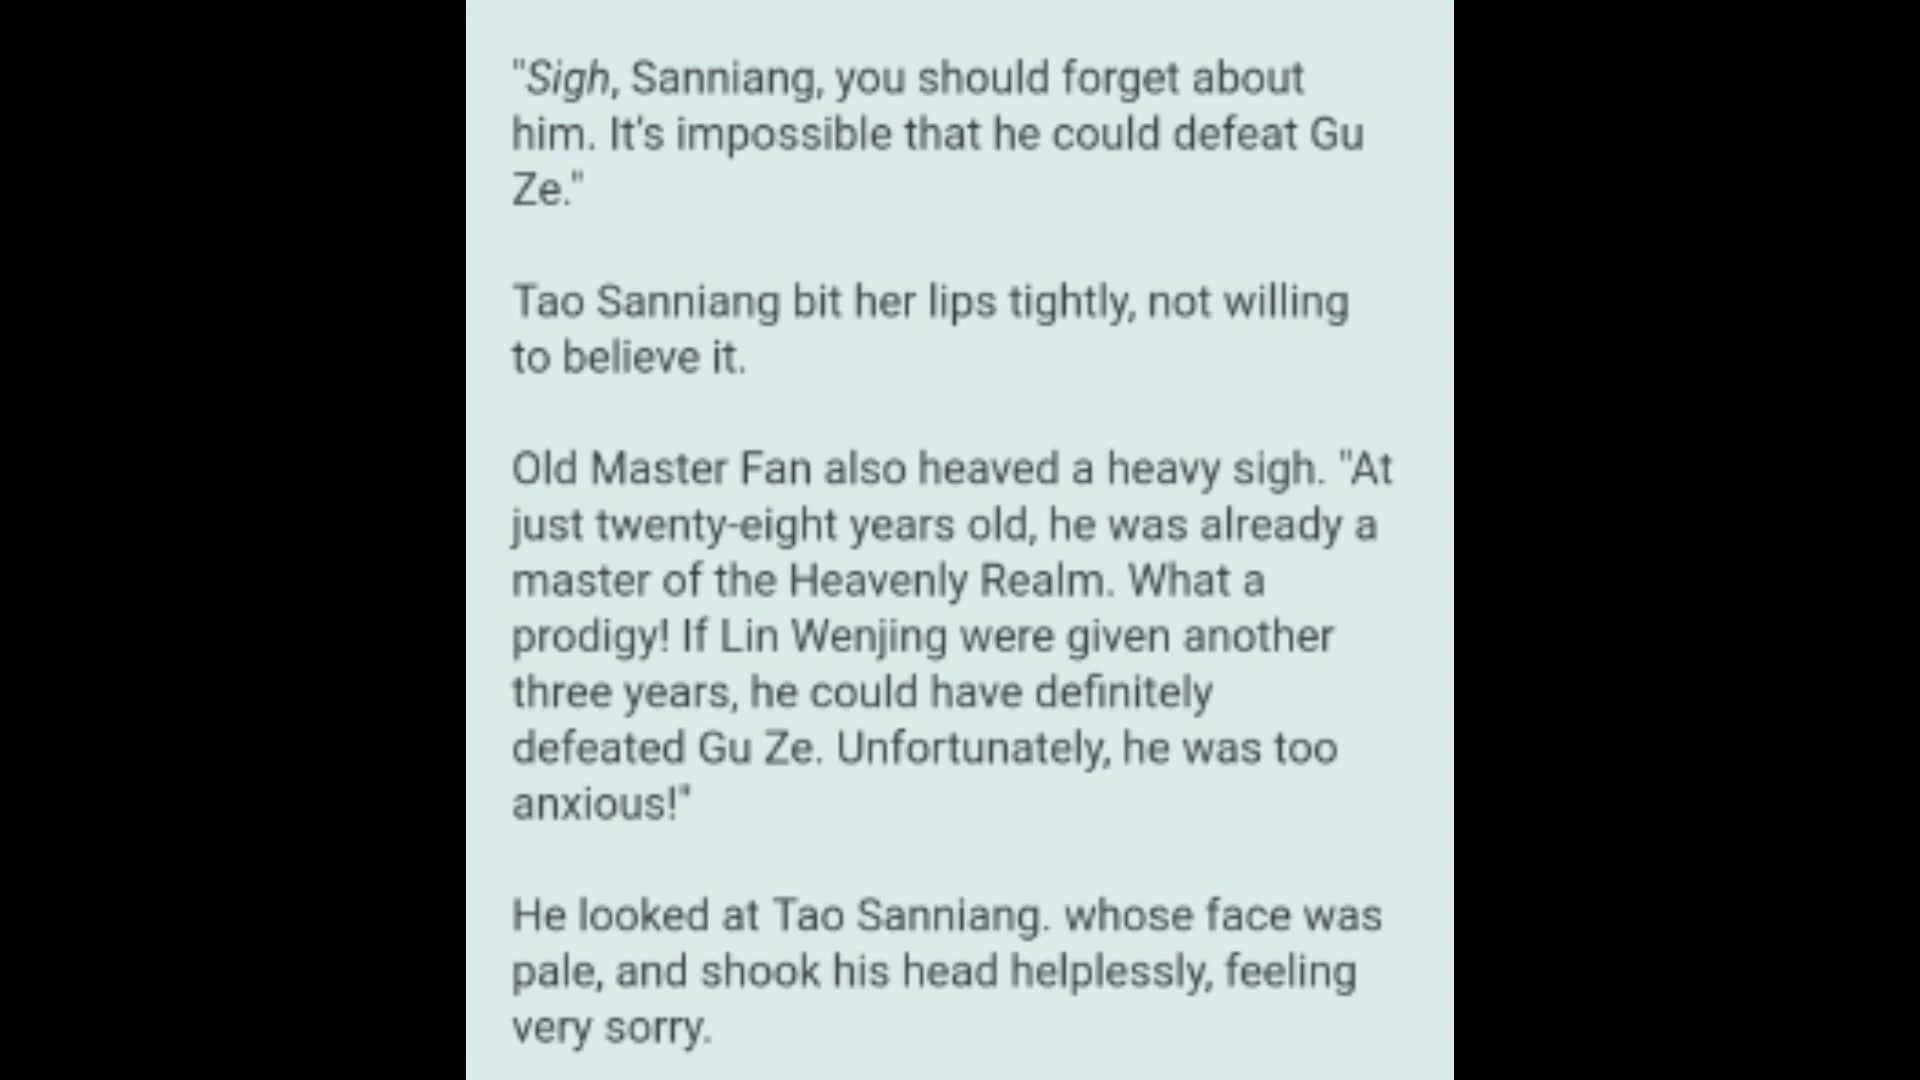 "Sigh, Sanniang, you should forget about
him. It's impossible that he could defeat Gu
Ze."
Tao Sanniang bit her lips tightly, not willing
to believe it.
Old Master Fan also heaved a heavy sigh. "At
just twenty-eight years old, he was already a
master of the Heavenly Realm. What a
prodigy! If Lin Wenjing were given another
three years, he could have definitely
defeated Gu Ze. Unfortunately, he was too
anxious!"
He looked at Tao Sanniang. whose face was
pale, and shook his head helplessly, feeling
very sorry.